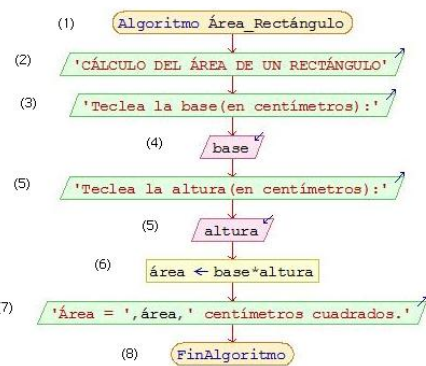 (1) Algoritmo Área_Rectángulo
(2) 'CÁLCULO DEL ÁREA DE UN RECTÁNGULO'
(3) 'Teclea la base(en centímetros):'
(4) base
(5) 'Teclea la altura(en centímetros):'
(5) altura
(6) área ← base*altura
(7) 'Área = ',área,' centímetros cuadrados.'
(8) FinAlgoritmo